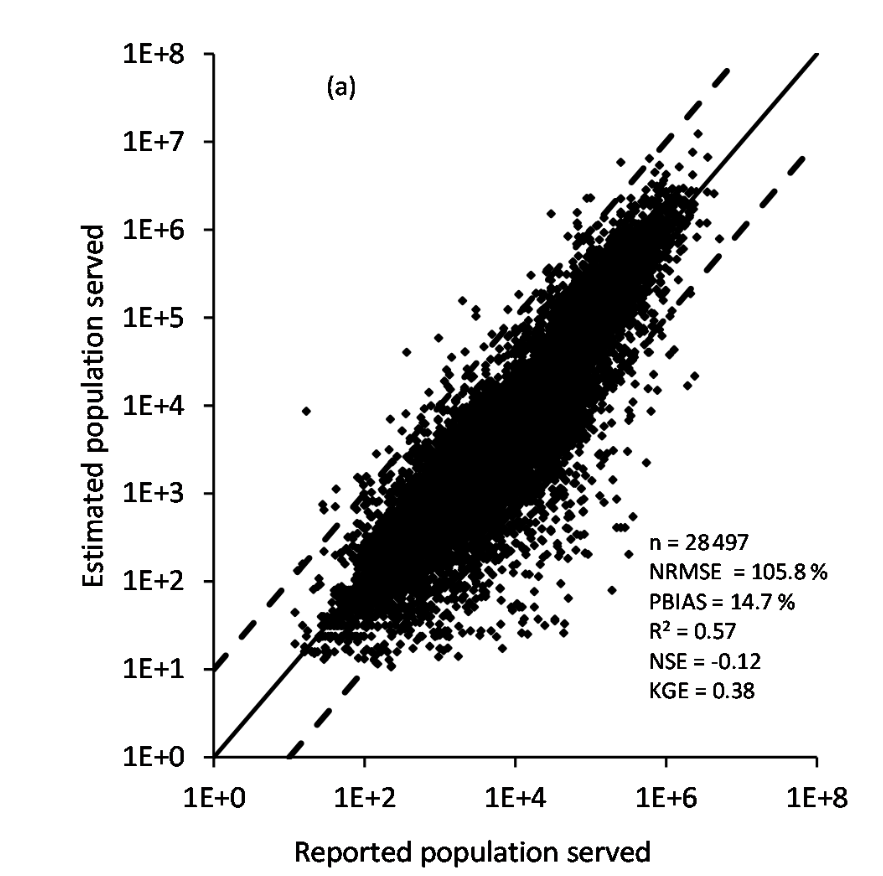 (a)
1E+8
1E+7
1E+6
1E+5
1E+4
1E+3
1E+2
1E+1
1E+0
Estimated population served
n = 28497
NRMSE = 105.8 %
PBIAS = 14.7 %
R² = 0.57
NSE = -0.12
KGE = 0.38
1E+0 1E+2 1E+4 1E+6 1E+8
Reported population served